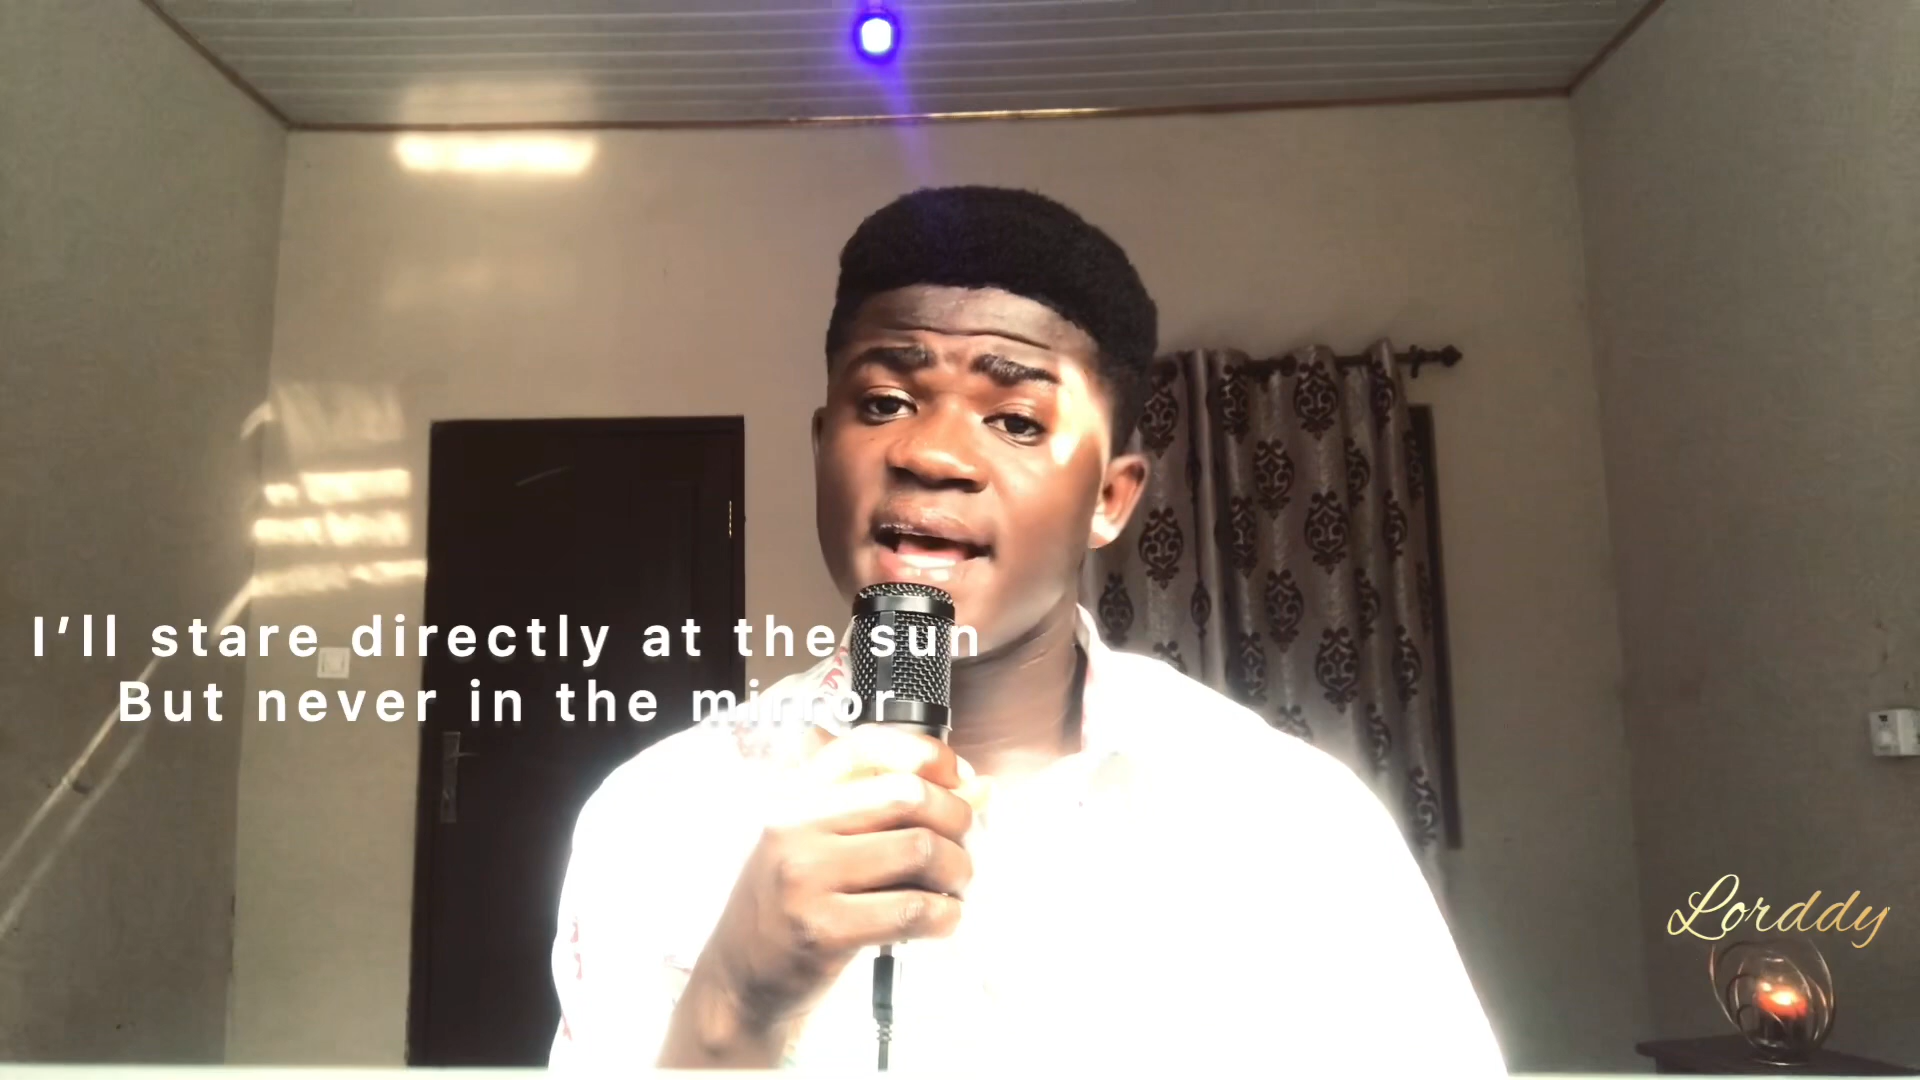 I’ll stare directly at the sun
But never in the mirror
Lorddy